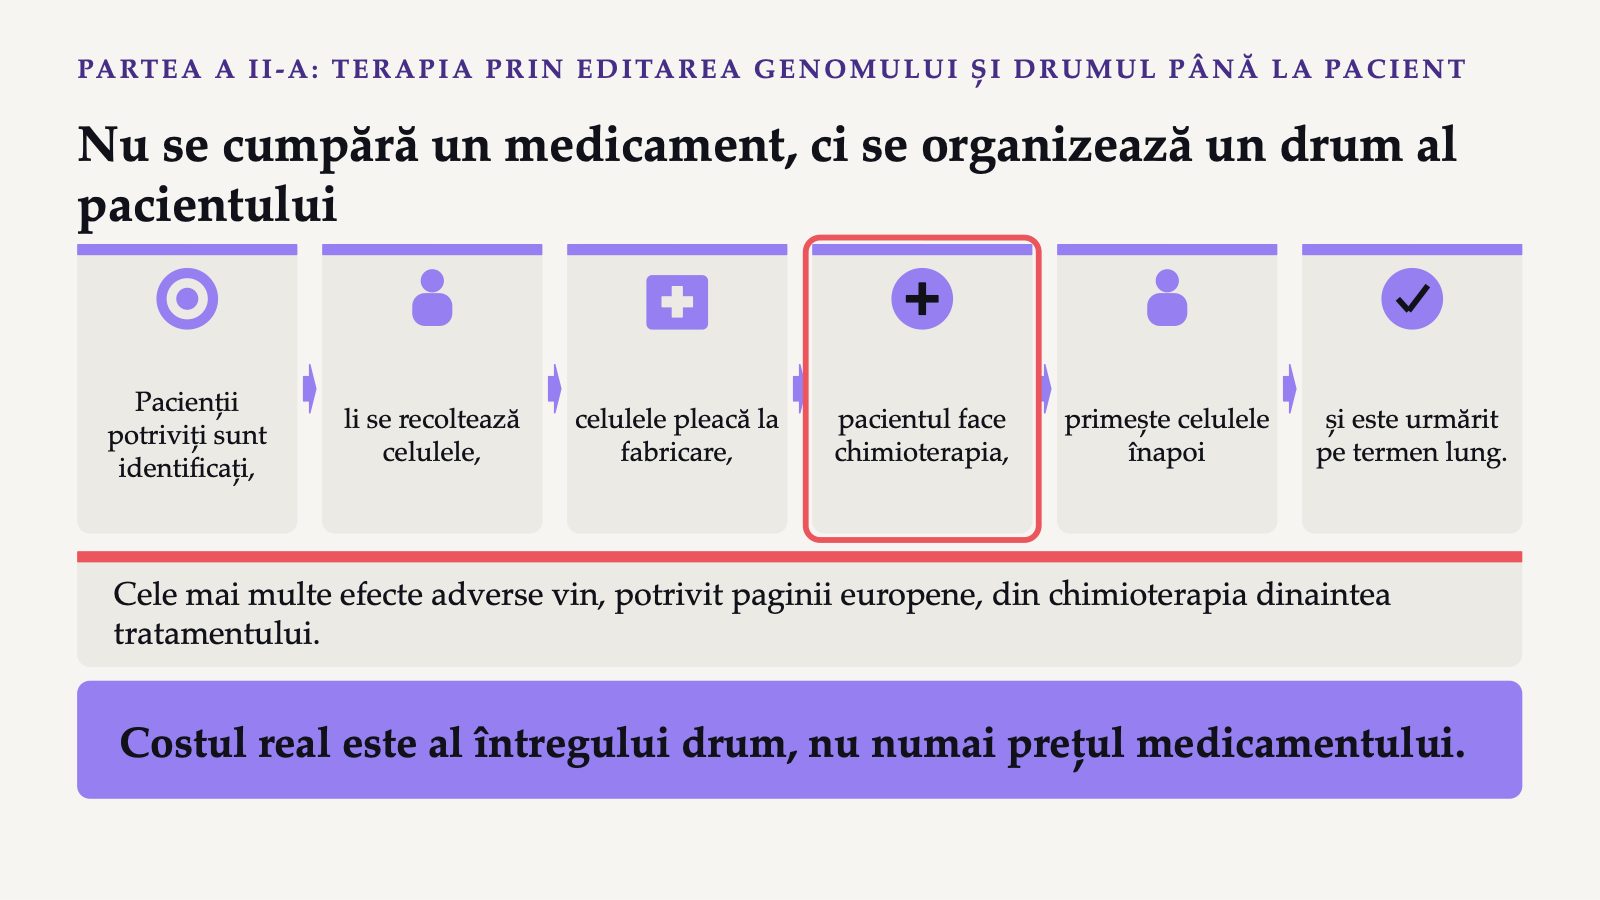 PARTEA A II-A: TERAPIA PRIN EDITAREA GENOMULUI ȘI DRUMUL PÂNĂ LA PACIENT
Nu se cumpără un medicament, ci se organizează un drum al
pacientului
Pacienții
potriviți sunt
identificați,
li se recoltează
celulele,
celulele pleacă la
fabricare,
pacientul face
chimioterapia,
primește celulele
înapoi
și este urmărit
pe termen lung.
Cele mai multe efecte adverse vin, potrivit paginii europene, din chimioterapia dinaintea
tratamentului.
Costul real este al întregului drum, nu numai prețul medicamentului.